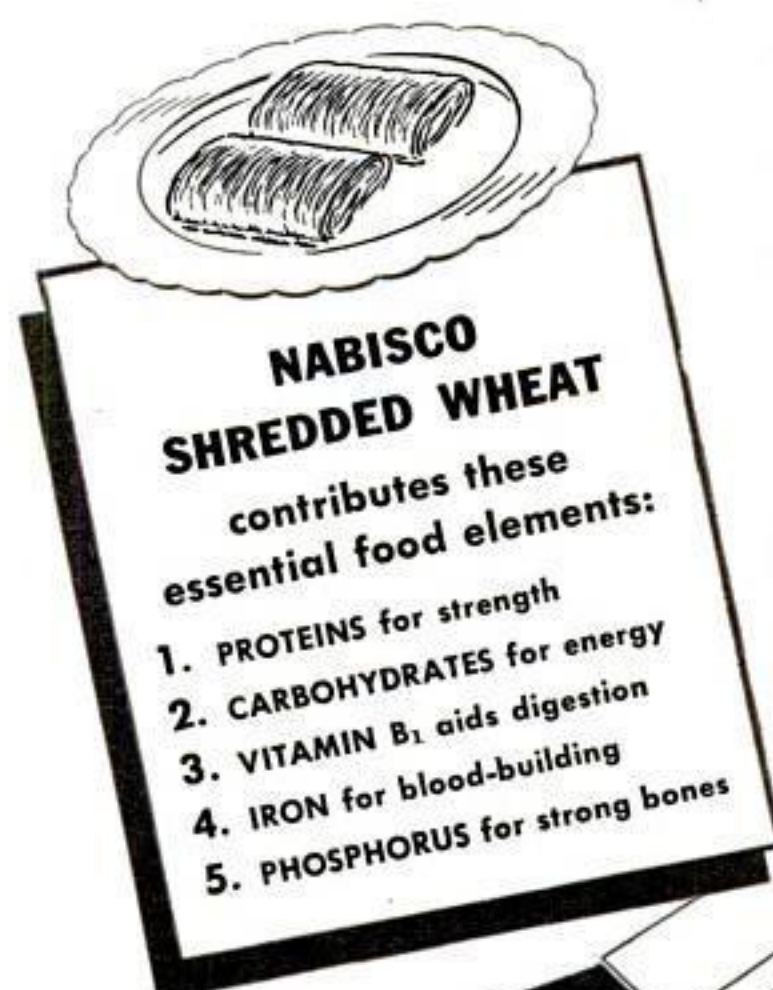 NABISCO
SHREDDED WHEAT
contributes these
essential food elements:
1. PROTEINS for strength
2. CARBOHYDRATES for energy
3. VITAMIN B₁ aids digestion
4. IRON for blood-building
5. PHOSPHORUS for strong bones